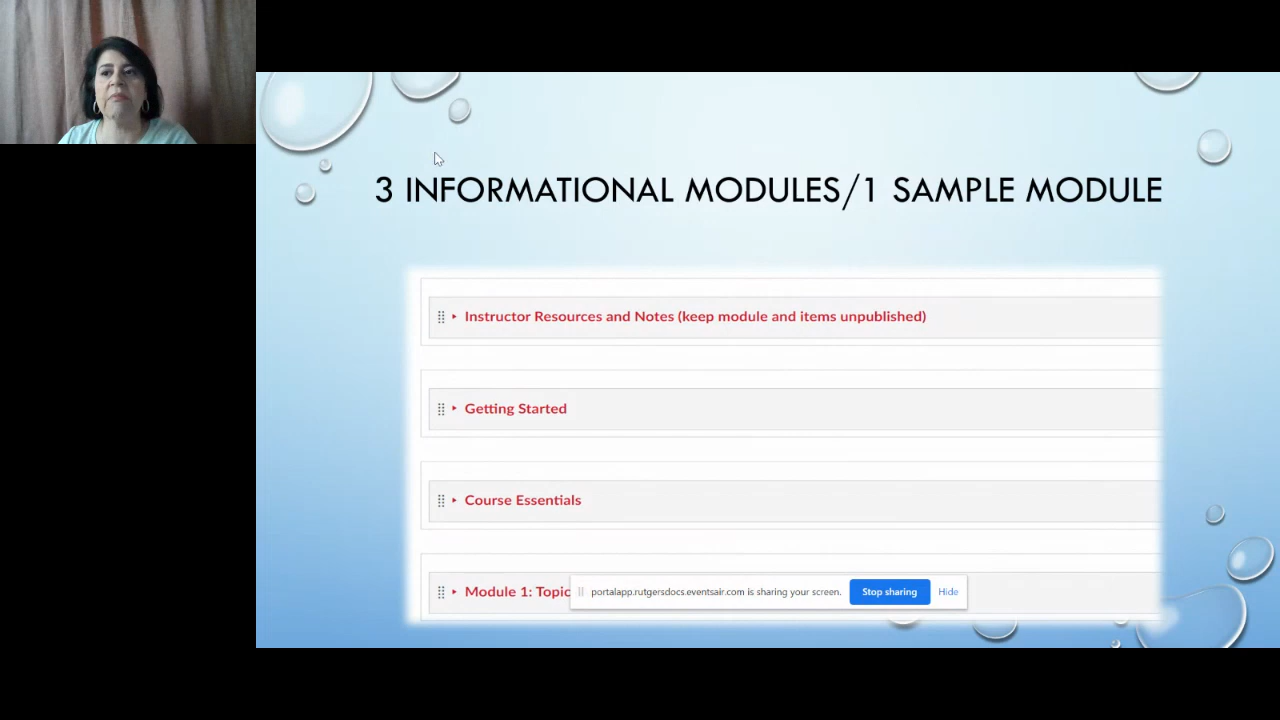 3 INFORMATIONAL MODULES/1 SAMPLE MODULE
Instructor Resources and Notes (keep module and items unpublished)
Getting Started
Course Essentials
Module 1: Topic
portalapp.rutgersdocs.eventsair.com is sharing your screen. Stop sharing Hide